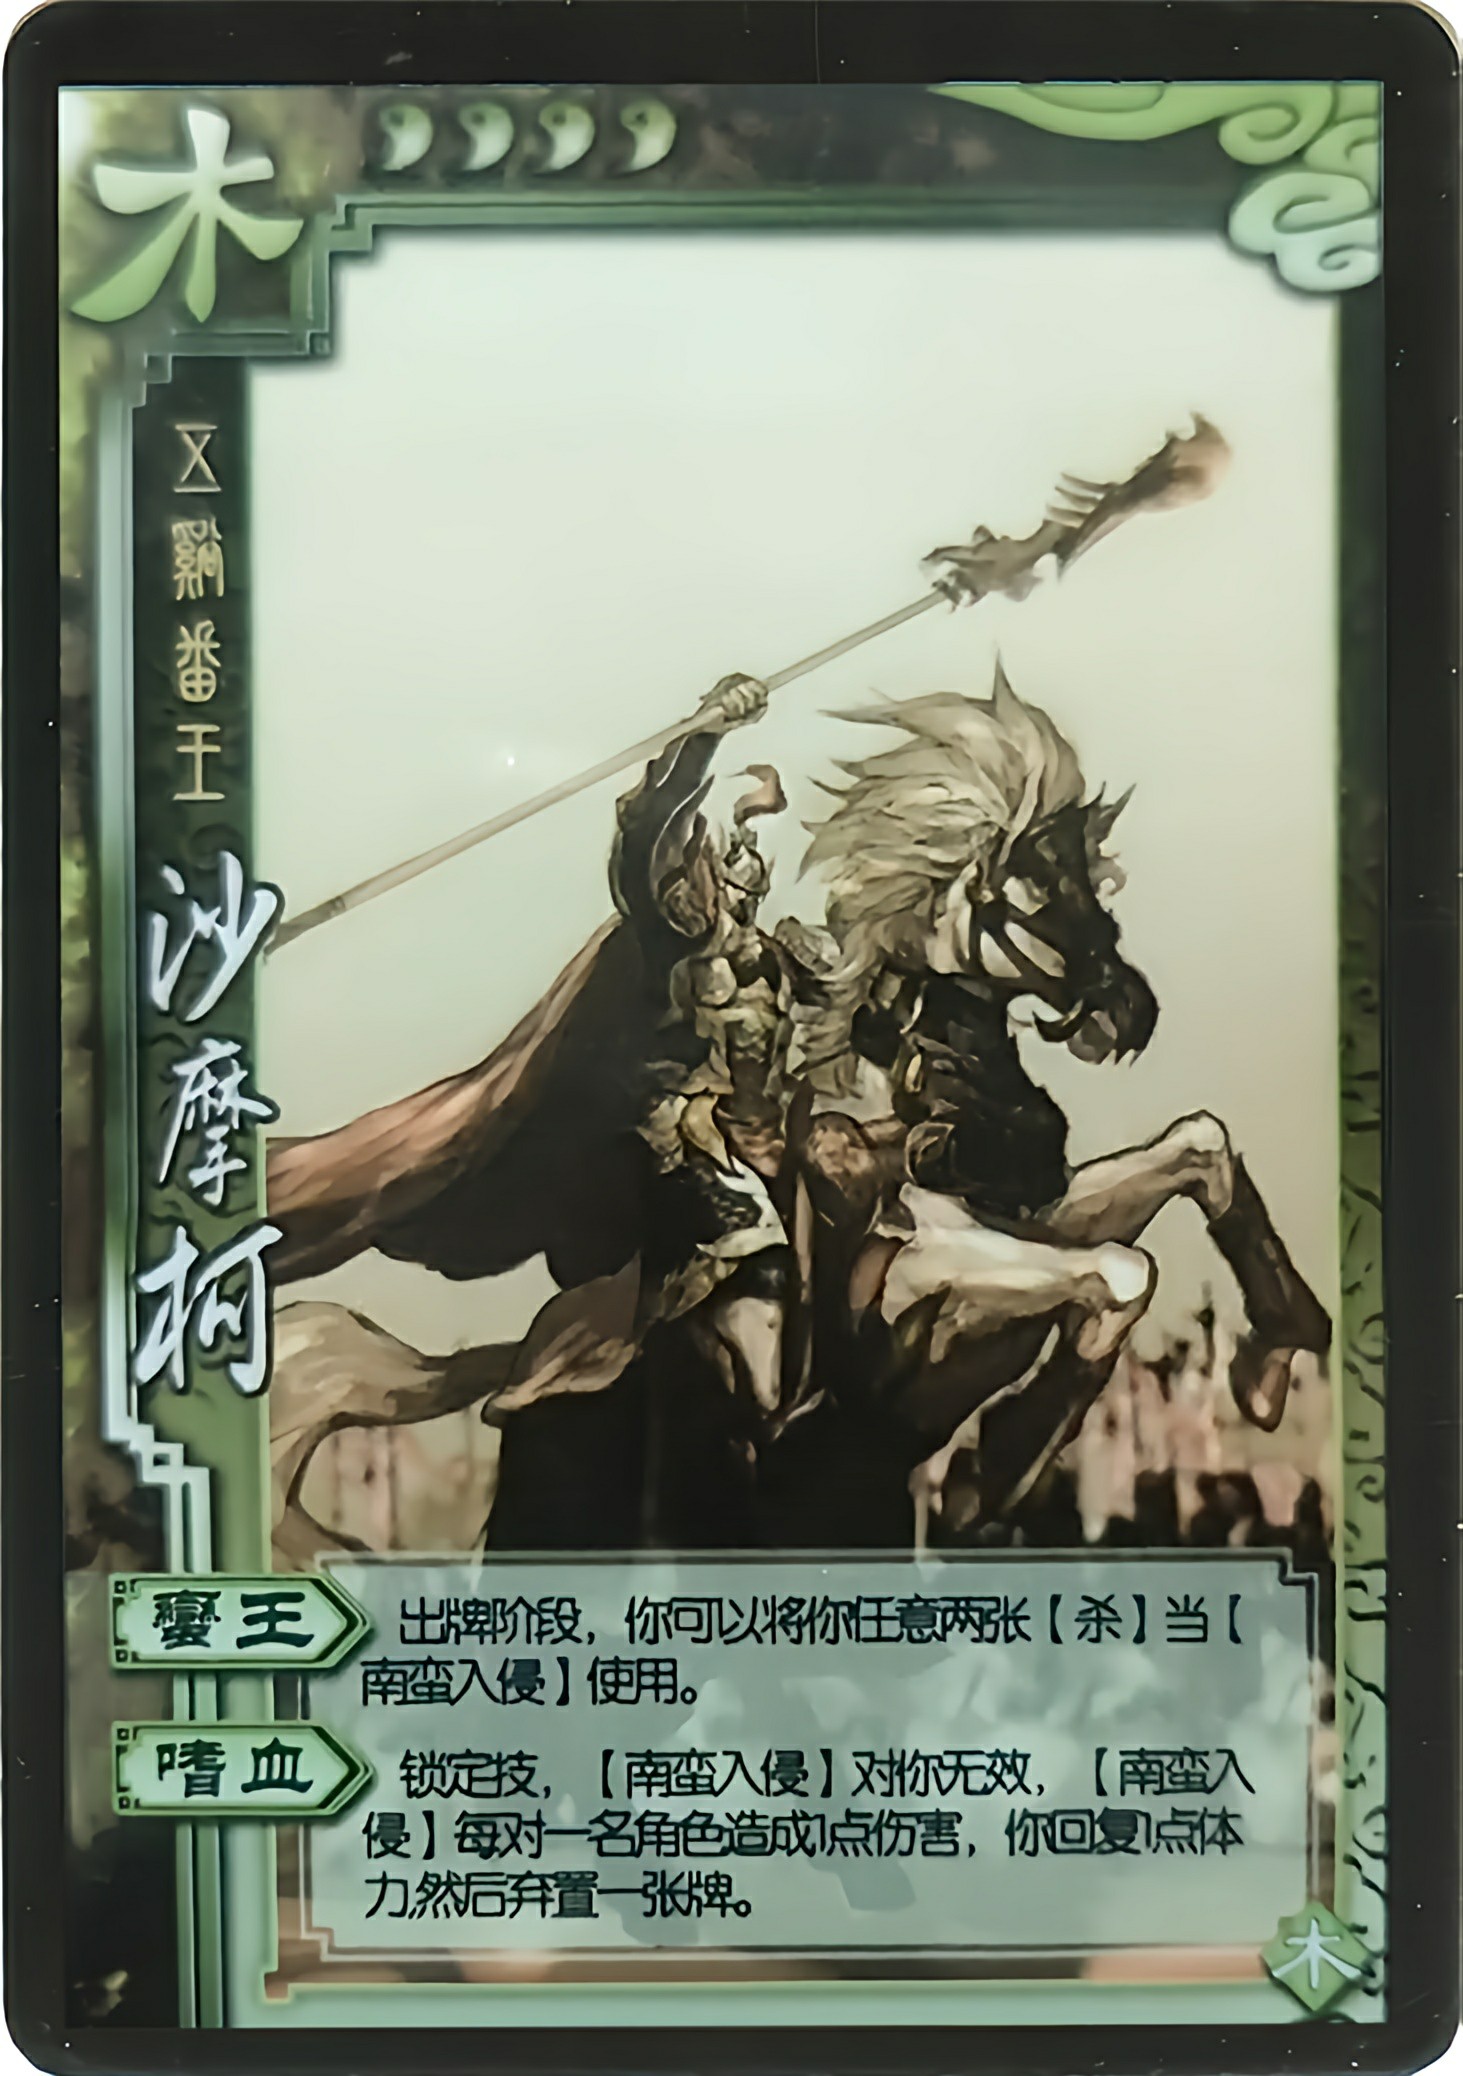 木
五谿番王
沙摩柯
蠻王
出牌阶段，你可以将你任意两张【杀】当【
南蛮入侵】使用。
嗜血
锁定技，【南蛮入侵】对你无效，【南蛮入
侵】每对一名角色造成1点伤害，你回复1点体
力,然后弃置一张牌。
木